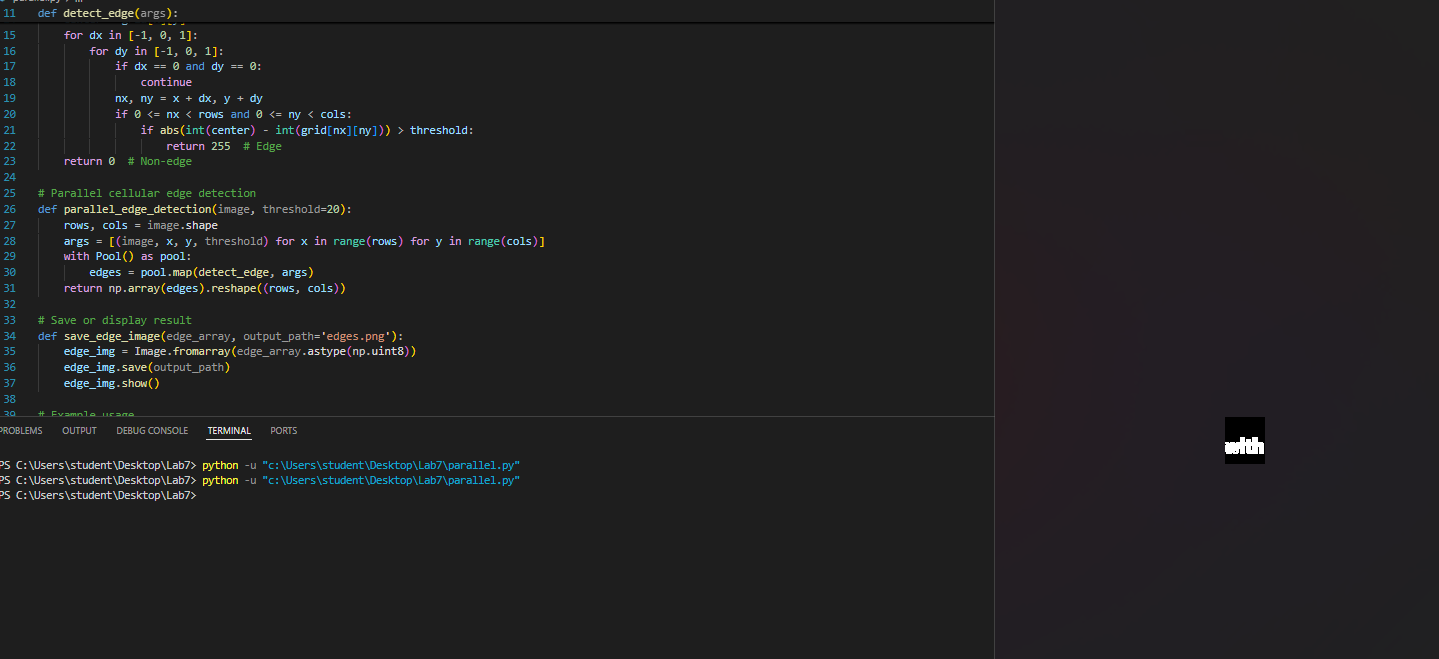 11 def detect_edge(args):
15 for dx in [-1, 0, 1]:
16 for dy in [-1, 0, 1]:
17 if dx == 0 and dy == 0:
18 continue
19 nx, ny = x + dx, y + dy
20 if 0 <= nx < rows and 0 <= ny < cols:
21 if abs(int(center) - int(grid[nx][ny])) > threshold:
22 return 255  # Edge
23 return 0  # Non-edge
24
25 # Parallel cellular edge detection
26 def parallel_edge_detection(image, threshold=20):
27 rows, cols = image.shape
28 args = [(image, x, y, threshold) for x in range(rows) for y in range(cols)]
29 with Pool() as pool:
30 edges = pool.map(detect_edge, args)
31 return np.array(edges).reshape((rows, cols))
32
33 # Save or display result
34 def save_edge_image(edge_array, output_path='edges.png'):
35 edge_img = Image.fromarray(edge_array.astype(np.uint8))
36 edge_img.save(output_path)
37 edge_img.show()
38
39 # Example usage
with
PROBLEMS OUTPUT DEBUG CONSOLE TERMINAL PORTS
PS C:\Users\student\Desktop\Lab7> python -u "c:\Users\student\Desktop\Lab7\parallel.py"
PS C:\Users\student\Desktop\Lab7> python -u "c:\Users\student\Desktop\Lab7\parallel.py"
PS C:\Users\student\Desktop\Lab7>